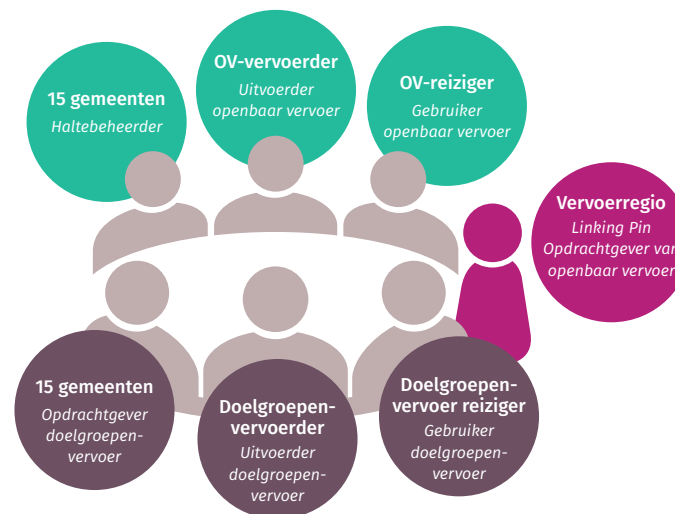 15 gemeenten
Haltebeheerder
OV-vervoerder
Uitvoerder
openbaar vervoer
OV-reiziger
Gebruiker
openbaar vervoer
Vervoerregio
Linking Pin
Opdrachtgever van
openbaar vervoer
15 gemeenten
Opdrachtgever
doelgroepen-
vervoer
Doelgroepen-
vervoerder
Uitvoerder
doelgroepen-
vervoer
Doelgroepen-
vervoer reiziger
Gebruiker
doelgroepen-
vervoer